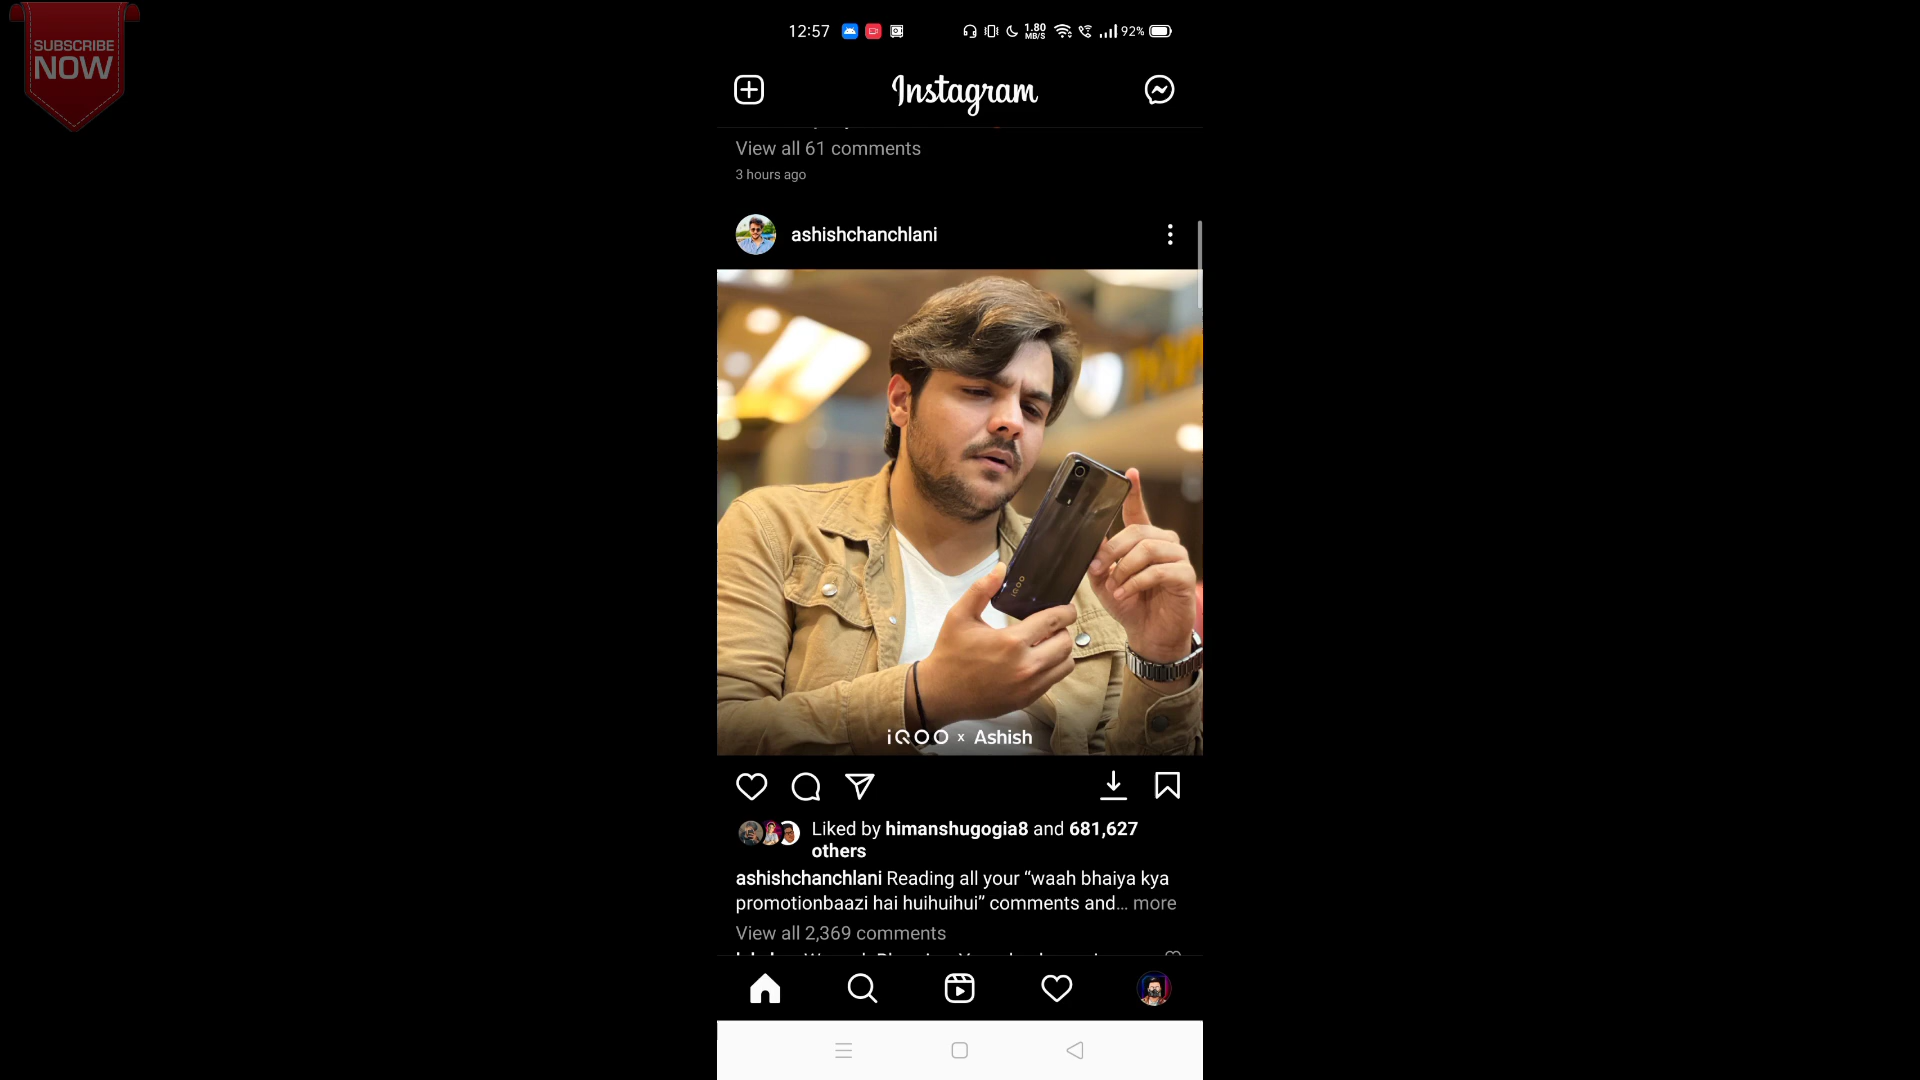 SUBSCRIBE
NOW
12:57
1.80
MB/S
92%
Instagram
View all 61 comments
3 hours ago
ashishchanchlani
iQOO
iQOO x Ashish
Liked by himanshugogia8 and 681,627
others
ashishchanchlani Reading all your “waah bhaiya kya
promotionbaazi hai huihuihui” comments and... more
View all 2,369 comments